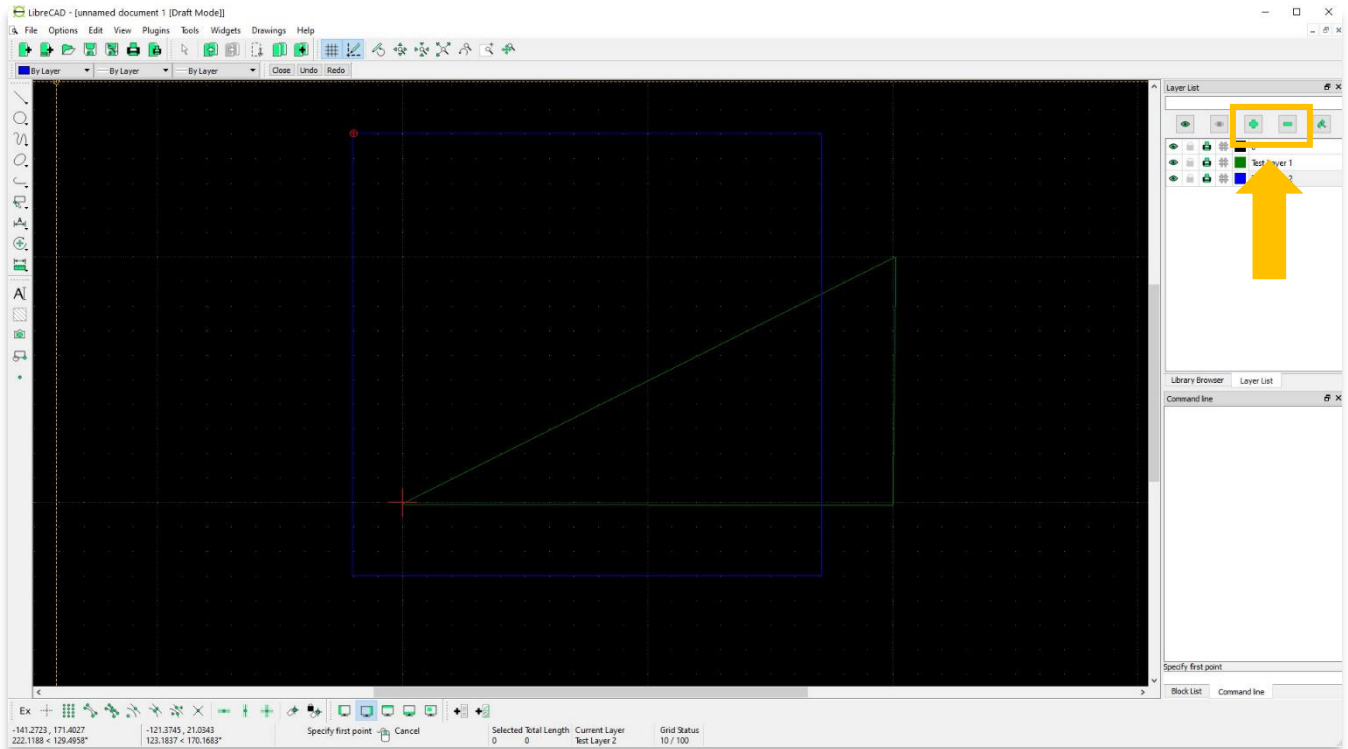 LibreCAD - [unnamed document 1 [Draft Mode]]
File Options Edit View Plugins Tools Widgets Drawings Help
By Layer By Layer By Layer Close Undo Redo
Layer List
0
Test Layer 1
2
Library Browser Layer List
Command line
Specify first point
Block List Command line
Ex
-141.2723 , 171.4027 -121.3745 , 21.0343 Specify first point Cancel Selected Total Length Current Layer Grid Status
222.1188 < 129.4958° 123.1837 < 170.1683° 0 0 Test Layer 2 10 / 100